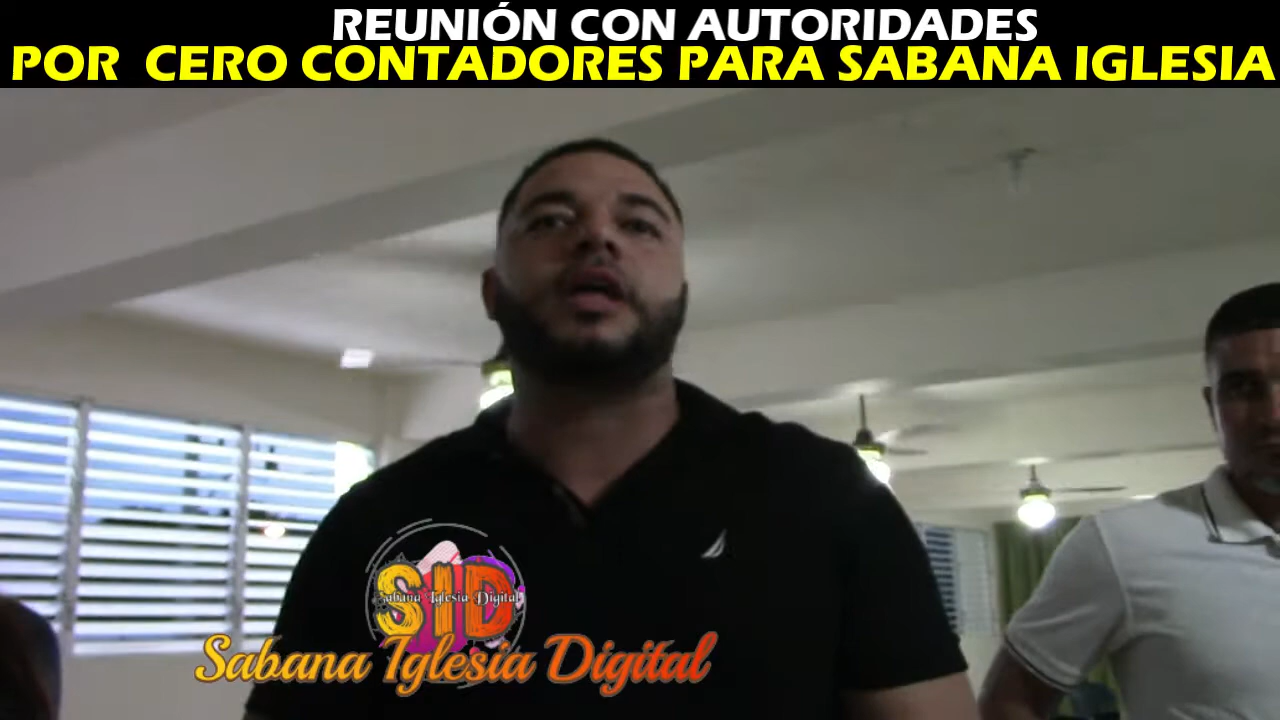 REUNIÓN CON AUTORIDADES
POR CERO CONTADORES PARA SABANA IGLESIA
SID
Sabana Iglesia Digital
Sabana Iglesia Digital